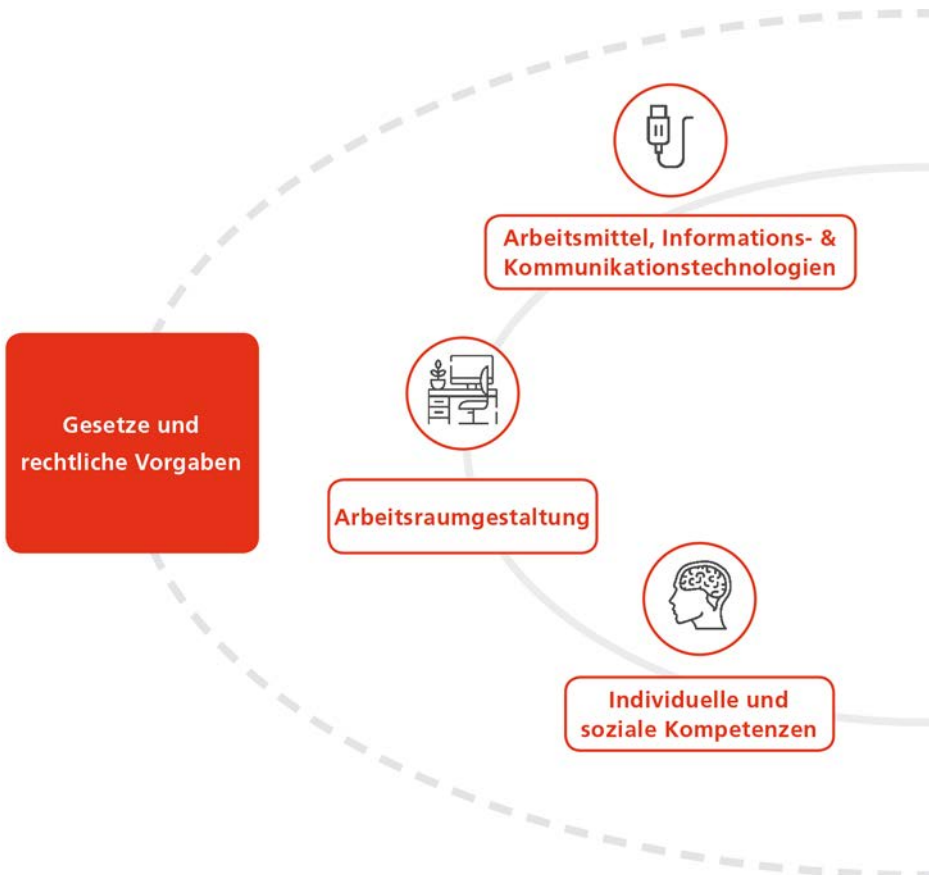 Arbeitsmittel, Informations- &
Kommunikationstechnologien
Gesetze und
rechtliche Vorgaben
Arbeitsraumgestaltung
Individuelle und
soziale Kompetenzen